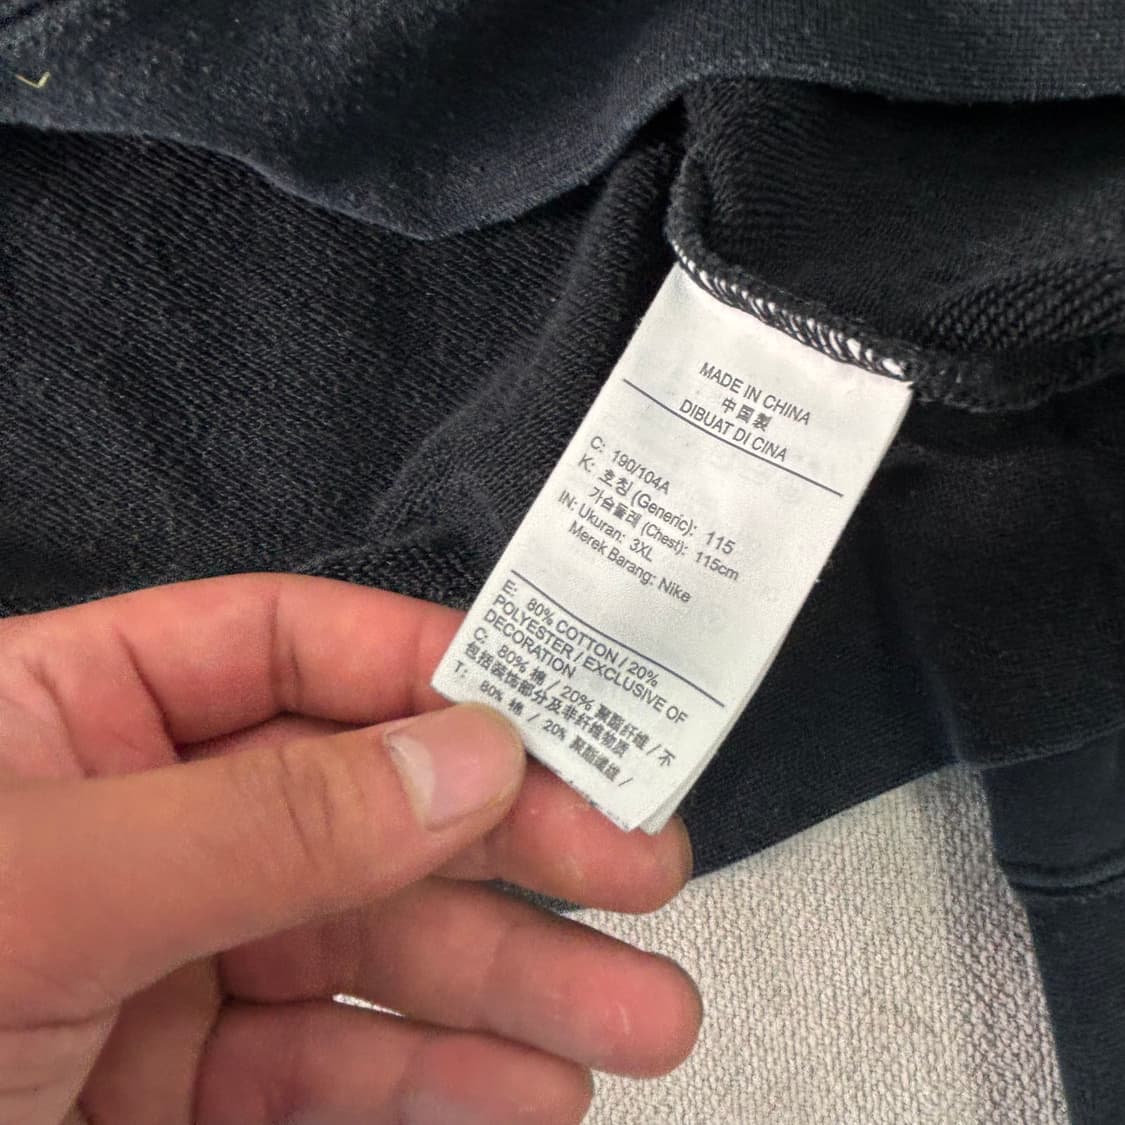 MADE IN CHINA
中国製
DIBUAT DI CINA
C: 190/104A
K: 호칭 (Generic): 115
가슴둘레 (Chest): 115cm
IN: Ukuran: 3XL
Merek Barang: Nike
E: 80% COTTON / 20%
POLYESTER / EXCLUSIVE OF
DECORATION
C: 80% 棉 / 20% 聚酯纤维 / 不
包括装饰部分及非纤维物质
T: 80% 棉 / 20% 聚酯纖維 /